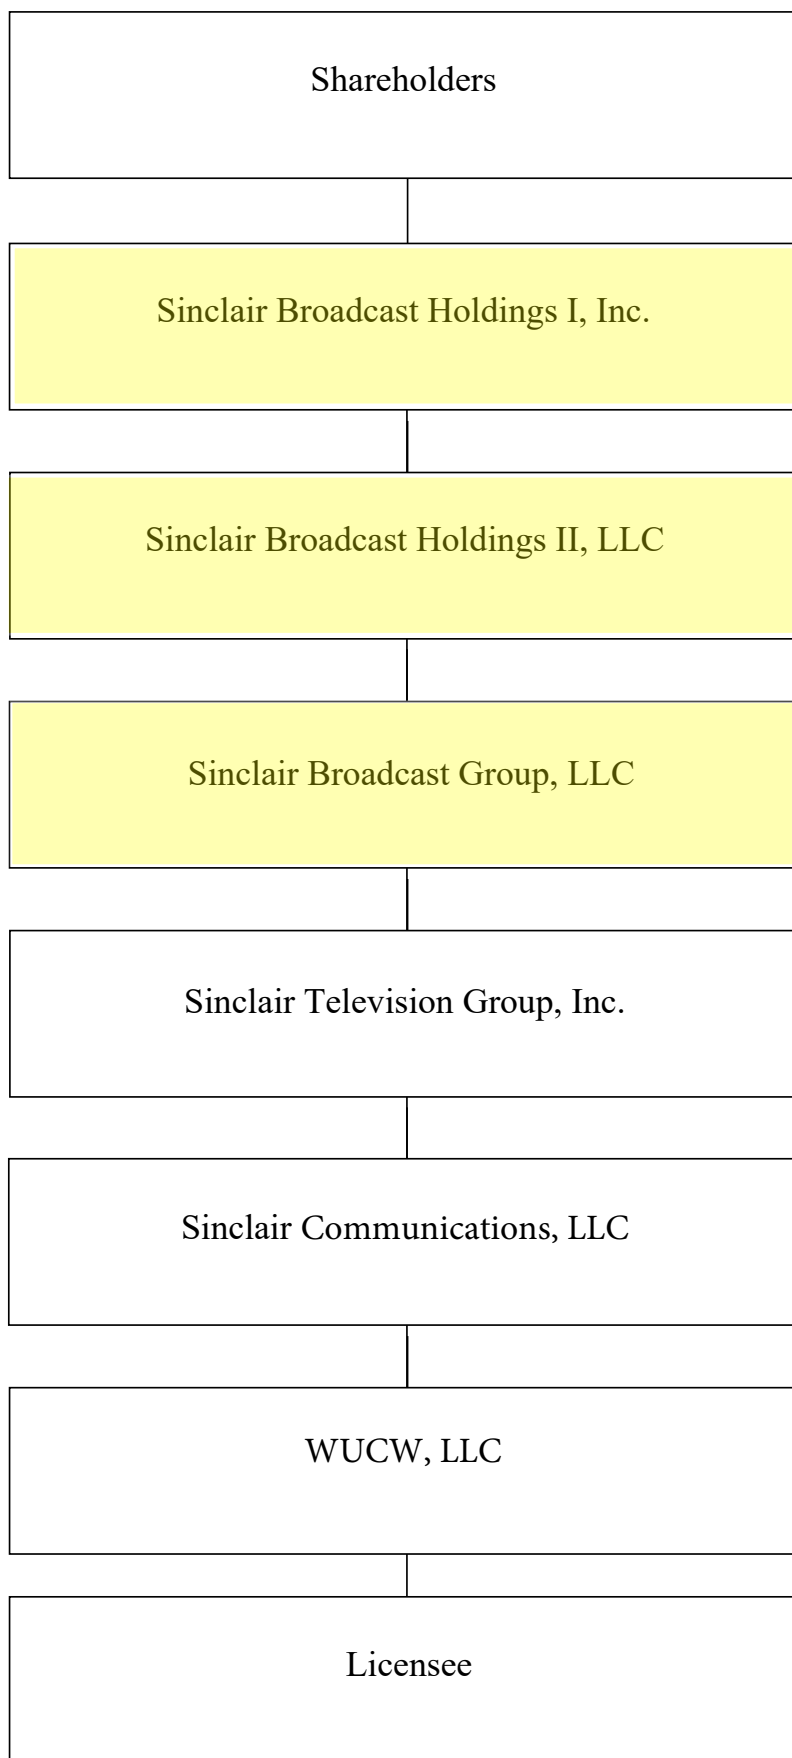 Shareholders
Sinclair Broadcast Holdings I, Inc.
Sinclair Broadcast Holdings II, LLC
Sinclair Broadcast Group, LLC
Sinclair Television Group, Inc.
Sinclair Communications, LLC
WUCW, LLC
Licensee